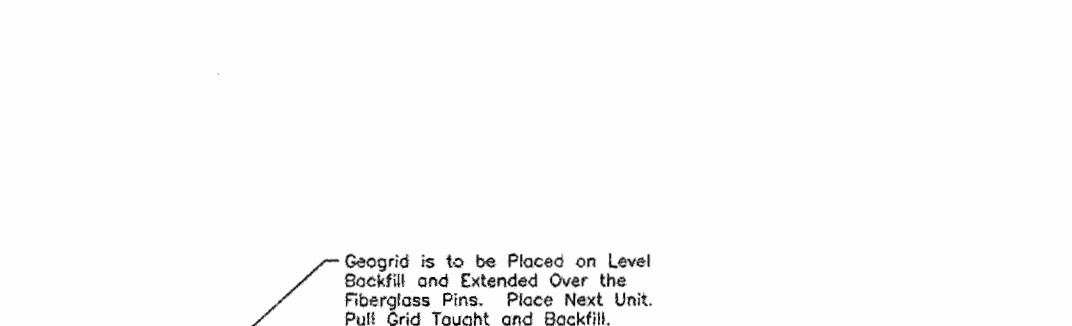 Geogrid is to be Placed on Level
Backfill and Extended Over the
Fiberglass Pins. Place Next Unit.
Pull Grid Taught and Backfill.